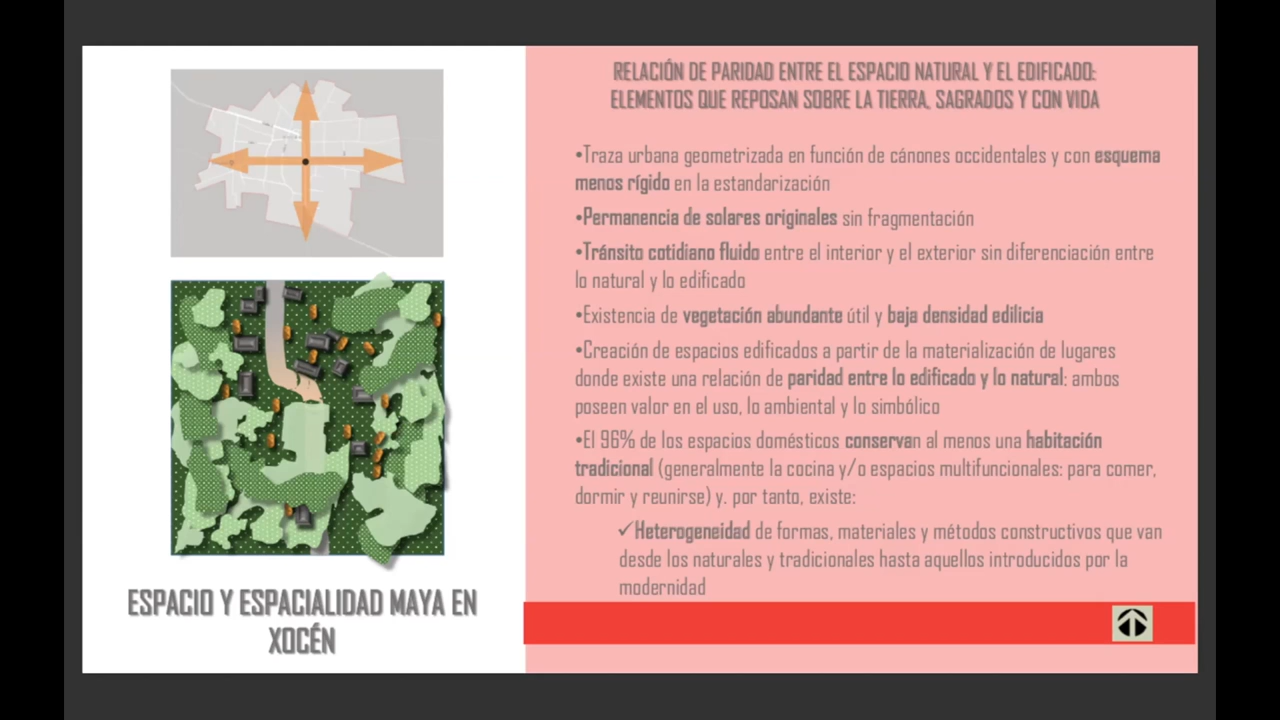 ESPACIO Y ESPACIALIDAD MAYA EN
XOCÉN
RELACIÓN DE PARIDAD ENTRE EL ESPACIO NATURAL Y EL EDIFICADO:
ELEMENTOS QUE REPOSAN SOBRE LA TIERRA, SAGRADOS Y CON VIDA
•Traza urbana geometrizada en función de cánones occidentales y con esquema
menos rígido en la estandarización
•Permanencia de solares originales sin fragmentación
•Tránsito cotidiano fluido entre el interior y el exterior sin diferenciación entre
lo natural y lo edificado
•Existencia de vegetación abundante útil y baja densidad edilicia
•Creación de espacios edificados a partir de la materialización de lugares
donde existe una relación de paridad entre lo edificado y lo natural: ambos
poseen valor en el uso, lo ambiental y lo simbólico
•El 96% de los espacios domésticos conservan al menos una habitación
tradicional (generalmente la cocina y/o espacios multifuncionales: para comer,
dormir y reunirse) y. por tanto, existe:
✓Heterogeneidad de formas, materiales y métodos constructivos que van
desde los naturales y tradicionales hasta aquellos introducidos por la
modernidad